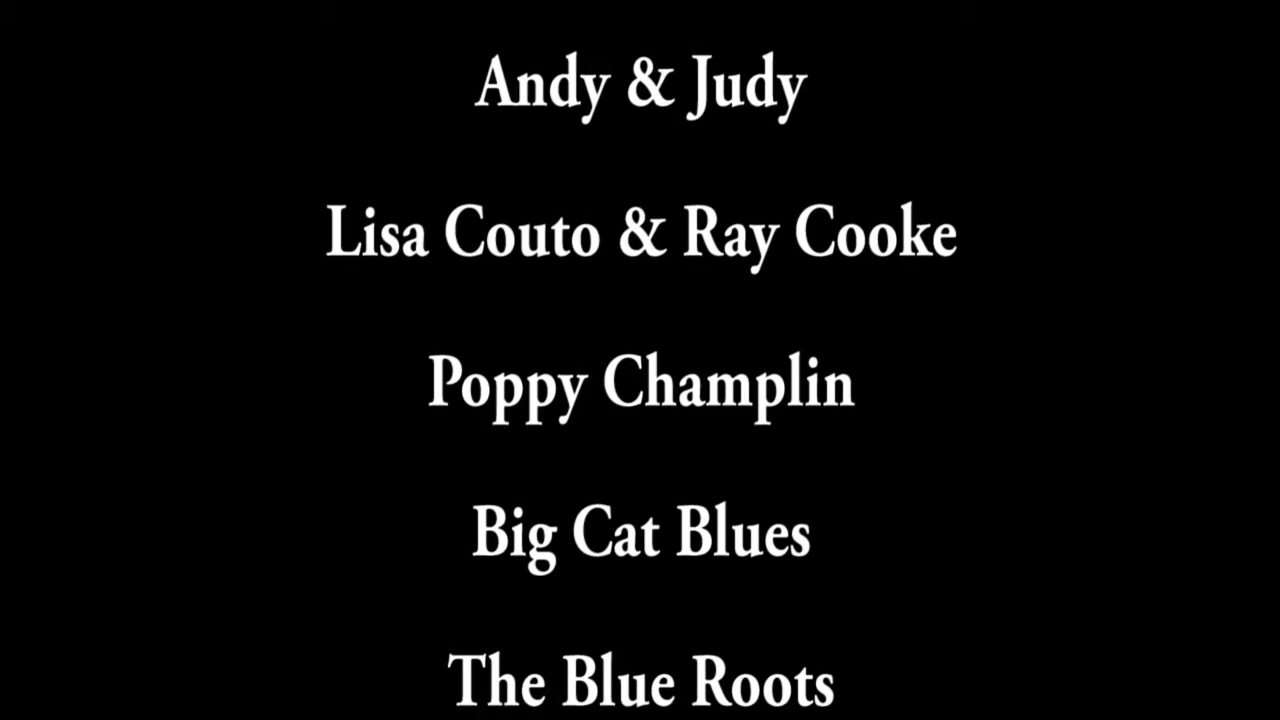 Andy & Judy
Lisa Couto & Ray Cooke
Poppy Champlin
Big Cat Blues
The Blue Roots